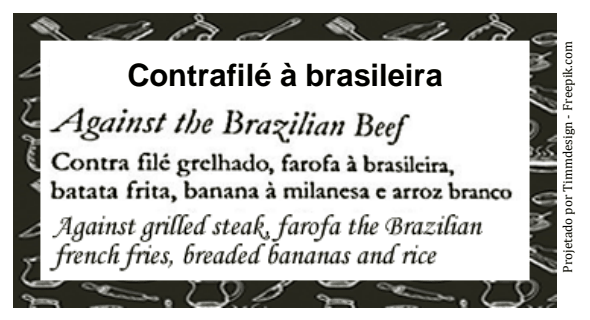 Contrafilé à brasileira
Against the Brazilian Beef
Contra filé grelhado, farofa à brasileira,
batata frita, banana à milanesa e arroz branco
Against grilled steak, farofa the Brazilian
french fries, breaded bananas and rice
Projetado por Timmdesign - Freepik.com